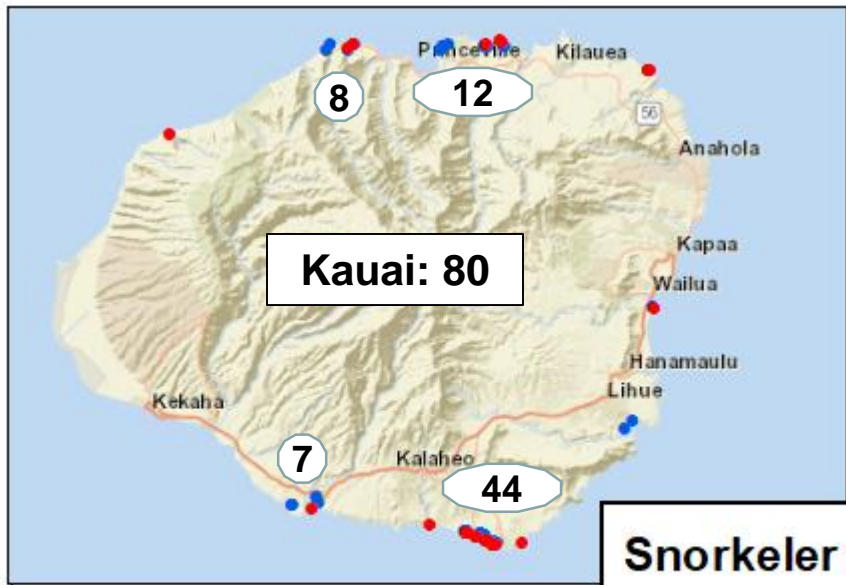 Princeville
Kilauea
8
12
56
Anahola
Kapaa
Kauai: 80
Wailua
Hanamaulu
Lihue
Kekaha
7
Kalaheo
44
Snorkeler